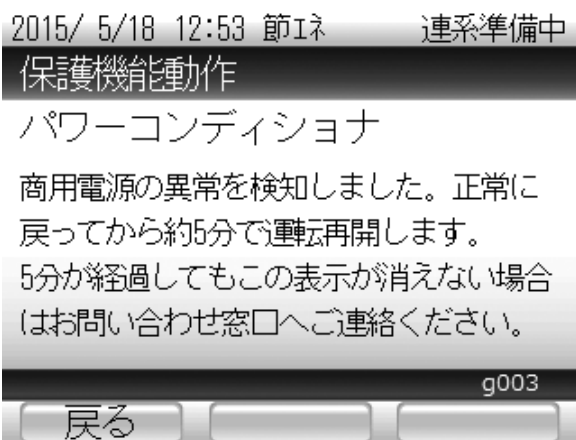 2015/ 5/18 12:53 節エネ 連系準備中
保護機能動作
パワーコンディショナ
商用電源の異常を検知しました。正常に
戻ってから約5分で運転再開します。
5分が経過してもこの表示が消えない場合
はお問い合わせ窓口へご連絡ください。
g003
戻る